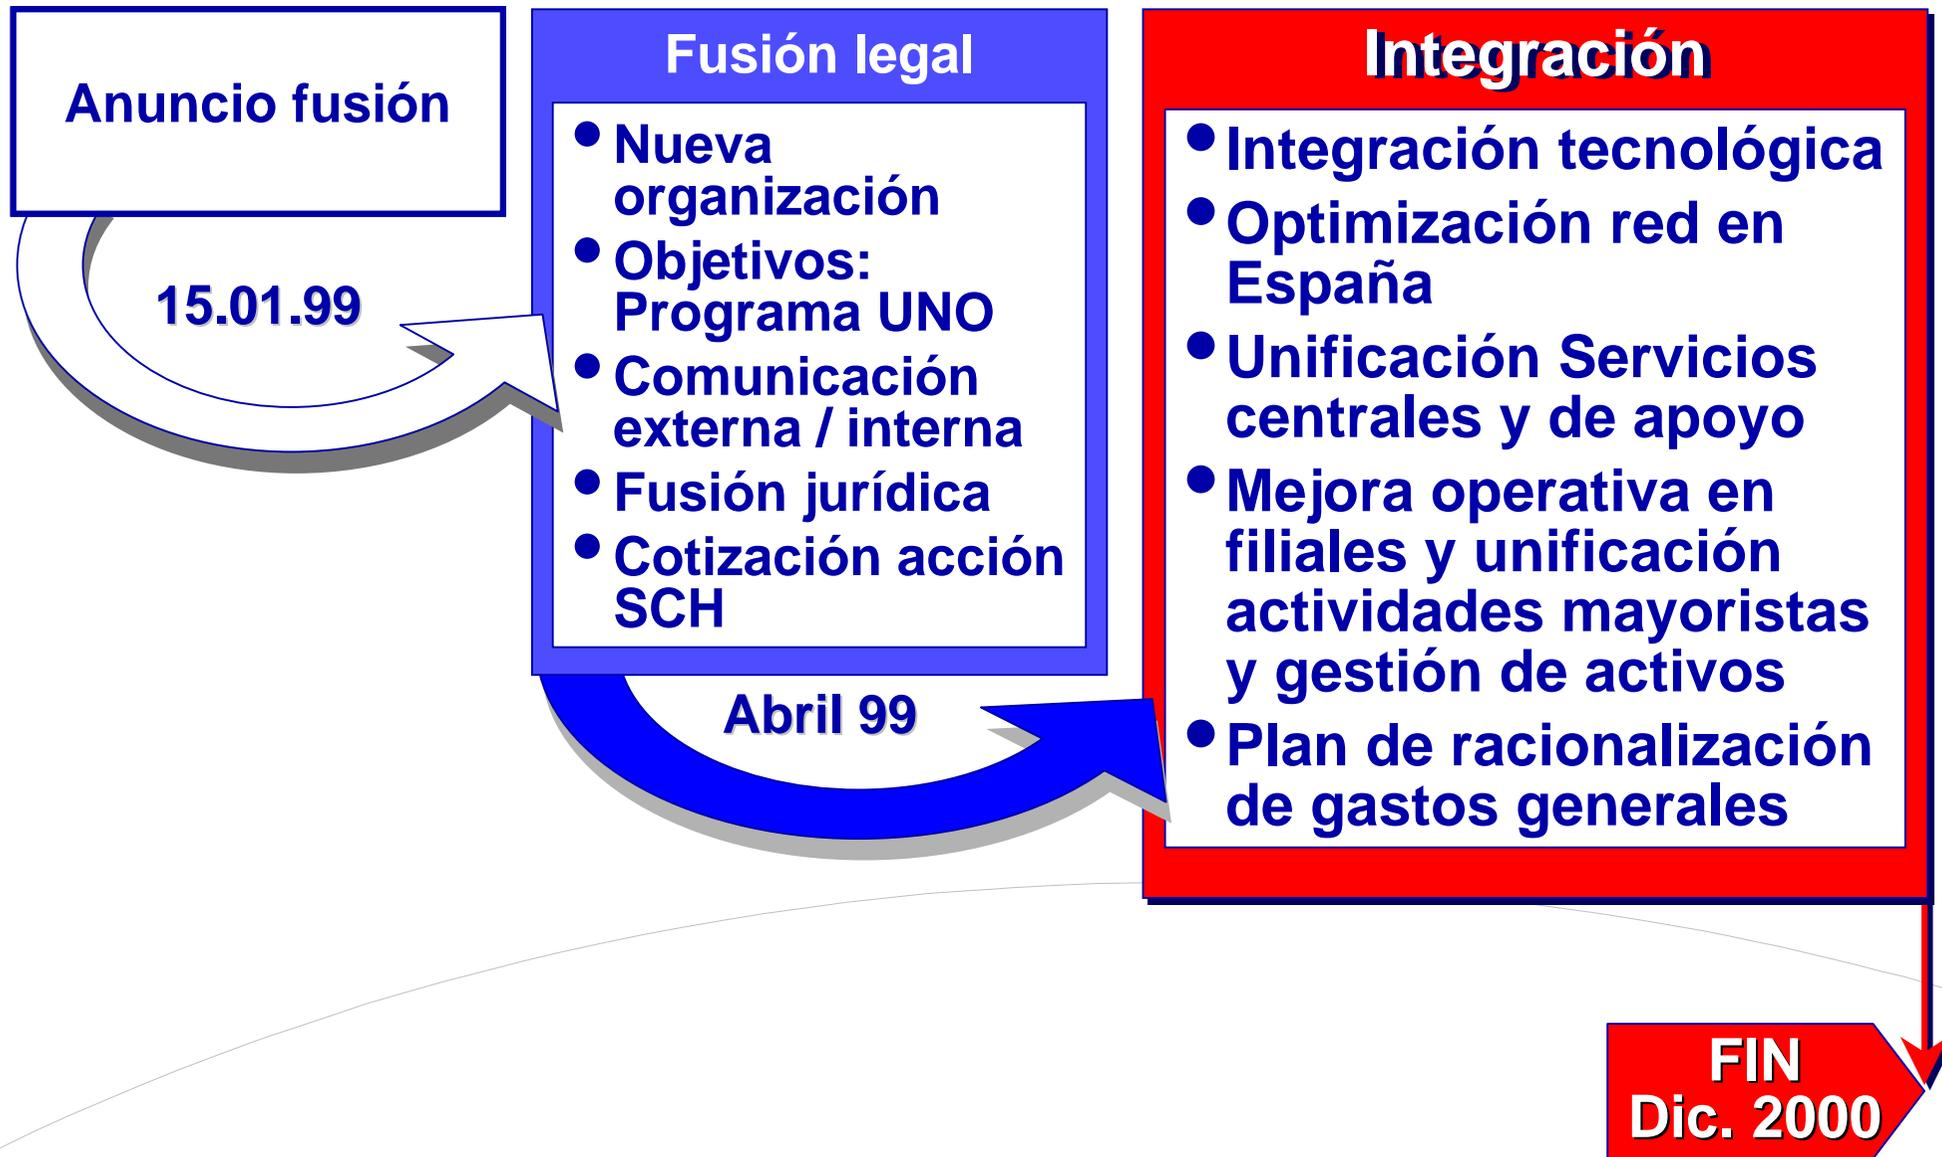 Anuncio fusión
15.01.99
Fusión legal
• Nueva
organización
• Objetivos:
Programa UNO
• Comunicación
externa / interna
• Fusión jurídica
• Cotización acción
SCH
Abril 99
Integración
• Integración tecnológica
• Optimización red en
España
• Unificación Servicios
centrales y de apoyo
• Mejora operativa en
filiales y unificación
actividades mayoristas
y gestión de activos
• Plan de racionalización
de gastos generales
FIN
Dic. 2000